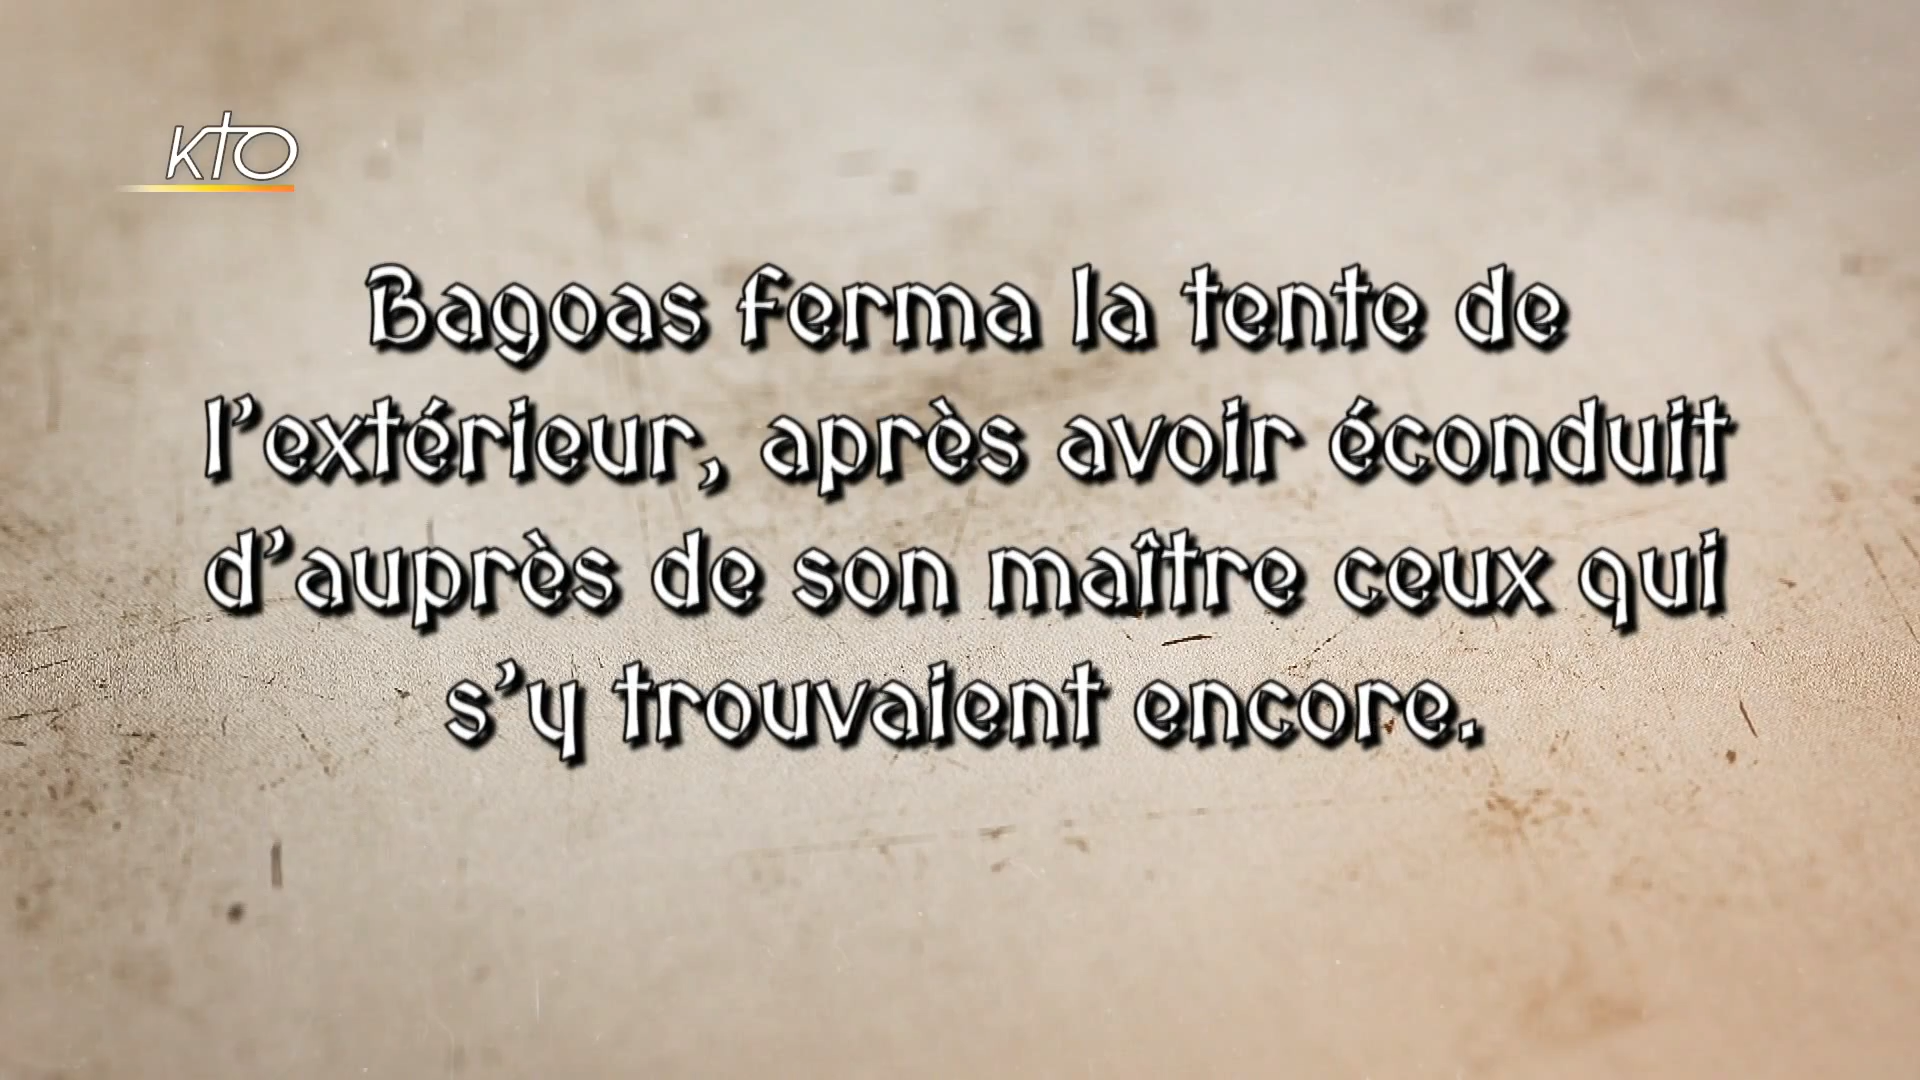 KTO
Bagoas ferma la tente de
l’extérieur, après avoir éconduit
d’auprès de son maître ceux qui
s’y trouvaient encore.